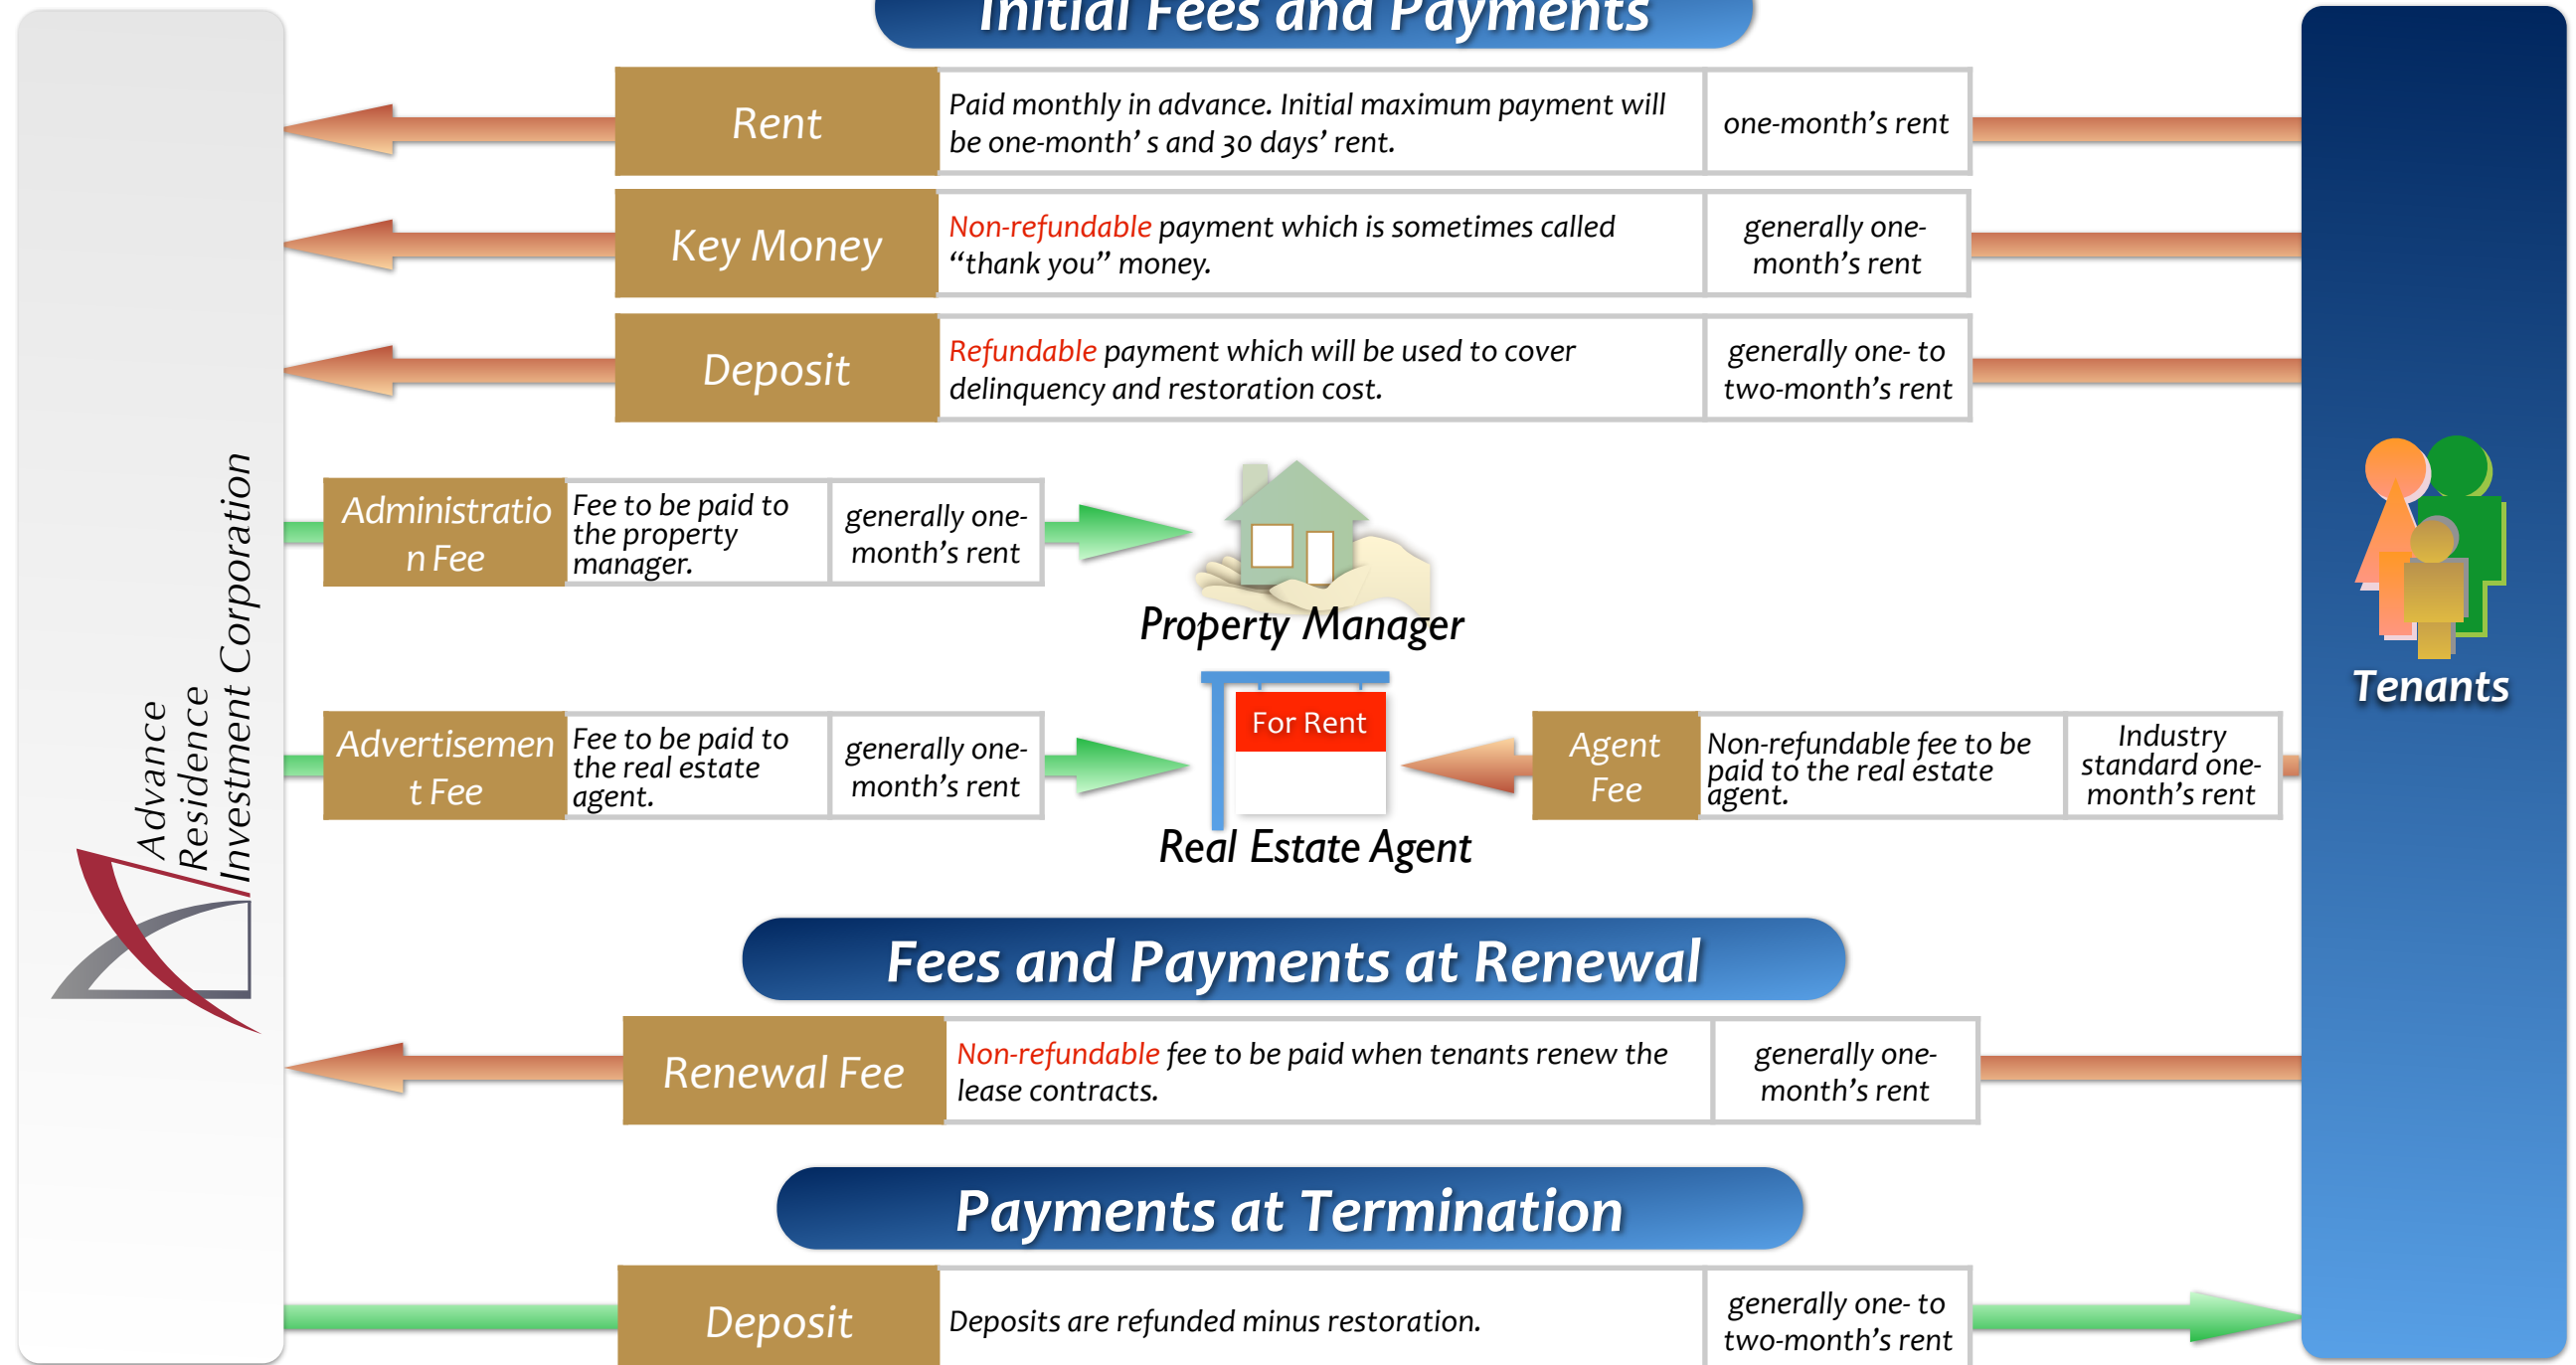 Initial Fees and Payments
Rent
Paid monthly in advance. Initial maximum payment will
be one-month’ s and 30 days’ rent.
one-month’s rent
Key Money
Non-refundable payment which is sometimes called
“thank you” money.
generally one-
month’s rent
Deposit
Refundable payment which will be used to cover
delinquency and restoration cost.
generally one- to
two-month’s rent
Administratio
n Fee
Fee to be paid to
the property
manager.
generally one-
month’s rent
Property Manager
Advance
Residence
Investment Corporation
Tenants
Advertisemen
t Fee
Fee to be paid to
the real estate
agent.
generally one-
month’s rent
For Rent
Real Estate Agent
Agent
Fee
Non-refundable fee to be
paid to the real estate
agent.
Industry
standard one-
month’s rent
Fees and Payments at Renewal
Renewal Fee
Non-refundable fee to be paid when tenants renew the
lease contracts.
generally one-
month’s rent
Payments at Termination
Deposit
Deposits are refunded minus restoration.
generally one- to
two-month’s rent